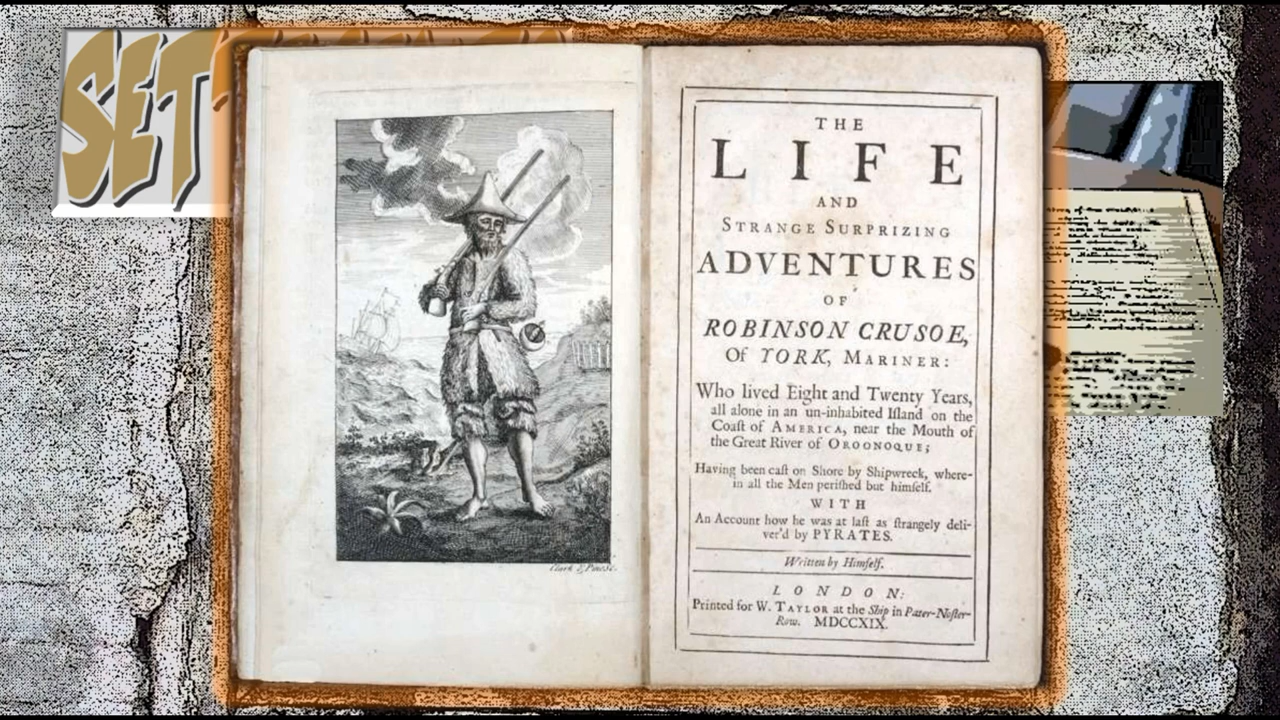 SET
THE
LIFE
AND
STRANGE SURPRIZING
ADVENTURES
OF
ROBINSON CRUSOE,
Of YORK, MARINER:
Who lived Eight and Twenty Years,
all alone in an un-inhabited Iſland on the
Coaſt of AMERICA, near the Mouth of
the Great River of OROONOQUE;
Having been caſt on Shore by Shipwreck, where-
in all the Men periſhed but himſelf.
WITH
An Account how he was at laſt as ſtrangely deli-
ver'd by PYRATES.
Written by Himſelf.
LONDON:
Printed for W. TAYLOR at the Ship in Pater-Noſter-
Row. MDCCXIX.
Clark & Pine Sc.